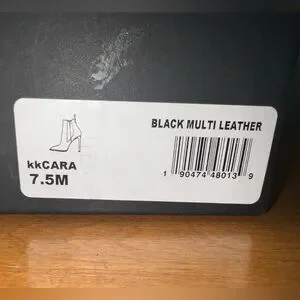 BLACK MULTI LEATHER
kkCARA
7.5M
1 90474 48013 9